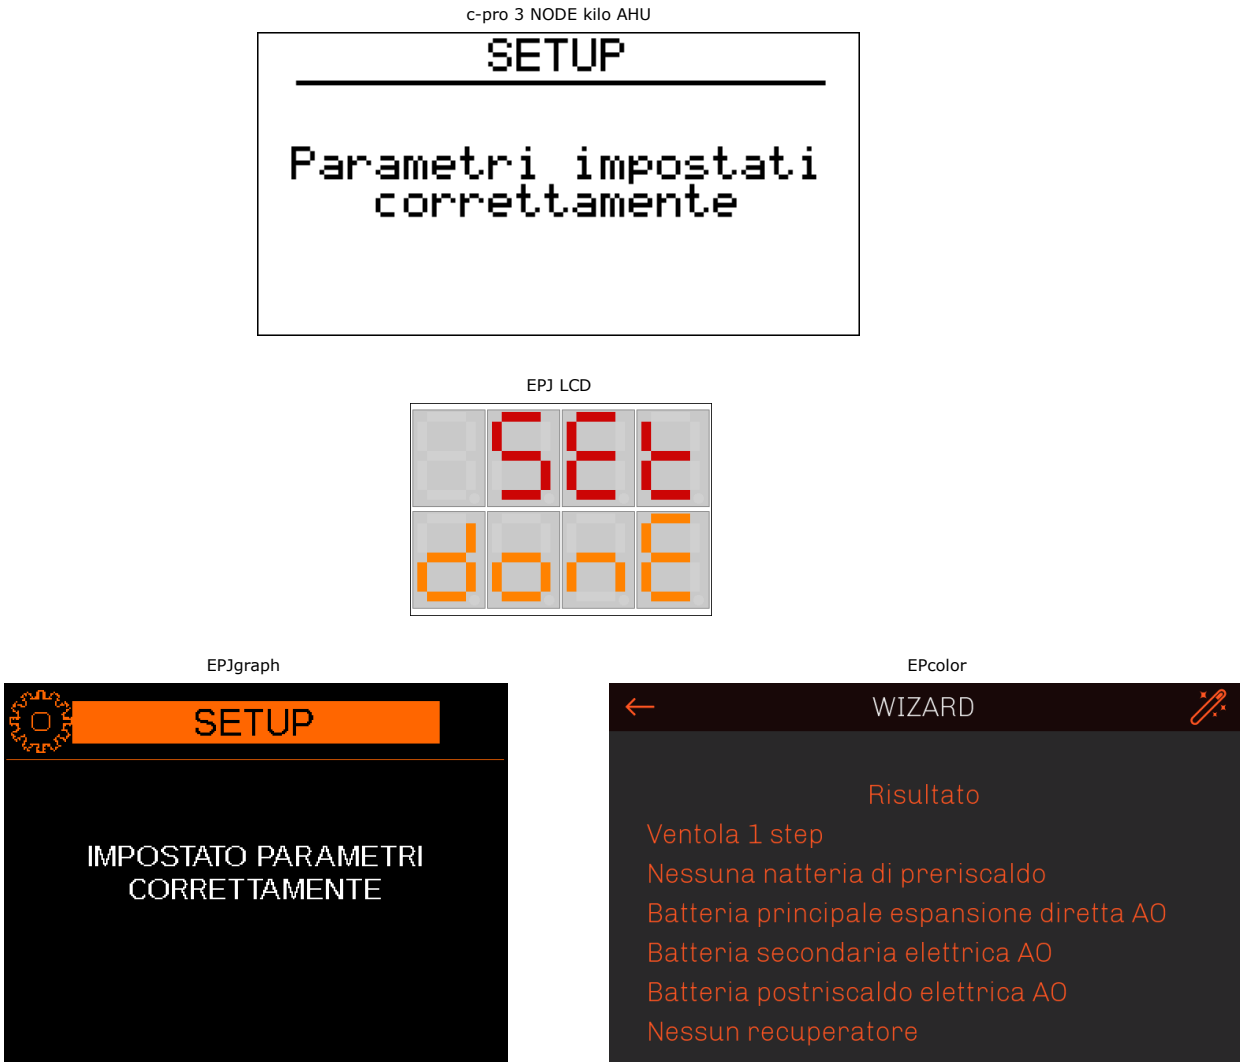 c-pro 3 NODE kilo AHU
SETUP
Parametri impostati
correttamente
EPJ LCD
SEt
donE
EPJgraph
SETUP
IMPOSTATO PARAMETRI
CORRETTAMENTE
EPcolor
WIZARD
Risultato
Ventola 1 step
Nessuna natteria di preriscaldo
Batteria principale espansione diretta AO
Batteria secondaria elettrica AO
Batteria postriscaldo elettrica AO
Nessun recuperatore